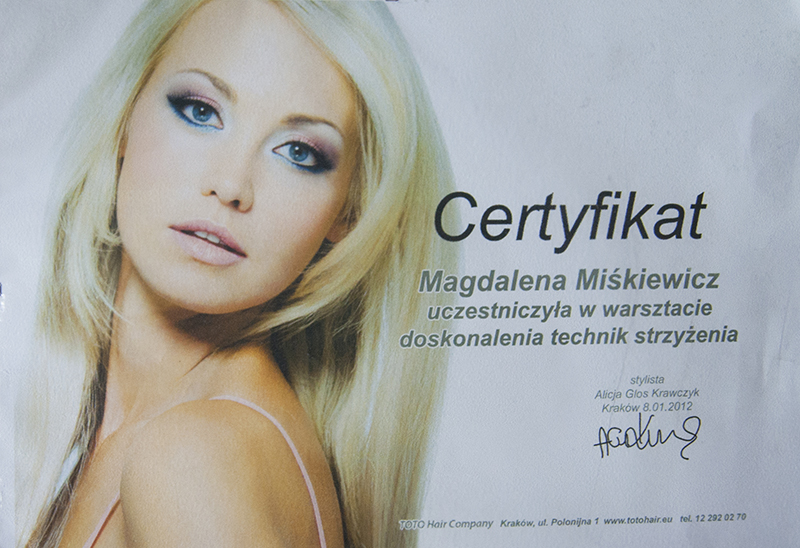 Certyfikat
Magdalena Miśkiewicz
uczestniczyła w warsztacie
doskonalenia technik strzyżenia
stylista
Alicja Glos Krawczyk
Kraków 8.01.2012
TOTO Hair Company Kraków, ul. Polonijna 1 www.totohair.eu tel. 12 292 02 70